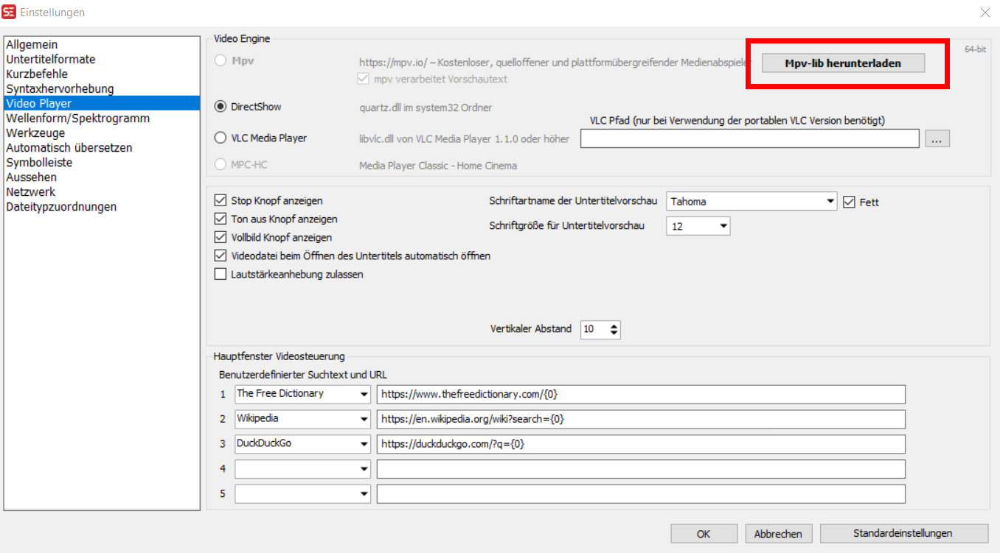 SE Einstellungen
Allgemein
Untertitelformate
Kurzbefehle
Syntaxhervorhebung
Video Player
Wellenform/Spektrogramm
Werkzeuge
Automatisch übersetzen
Symbolleiste
Aussehen
Netzwerk
Dateitypzuordnungen
Video Engine
64-bit
Mpv https://mpv.io/ – Kostenloser, quelloffener und plattformübergreifender Medienabspieler Mpv-lib herunterladen
mpv verarbeitet Vorschautext
DirectShow quartz.dll im system32 Ordner
VLC Pfad (nur bei Verwendung der portablen VLC Version benötigt)
VLC Media Player libvlc.dll von VLC Media Player 1.1.0 oder höher ...
MPC-HC Media Player Classic - Home Cinema
Stop Knopf anzeigen Schriftartname der Untertitelvorschau Tahoma Fett
Ton aus Knopf anzeigen
Schriftgröße für Untertitelvorschau 12
Vollbild Knopf anzeigen
Videodatei beim Öffnen des Untertitels automatisch öffnen
Lautstärkeanhebung zulassen
Vertikaler Abstand 10
Hauptfenster Videosteuerung
Benutzerdefinierter Suchtext und URL
1 The Free Dictionary https://www.thefreedictionary.com/{0}
2 Wikipedia https://en.wikipedia.org/wiki?search={0}
3 DuckDuckGo https://duckduckgo.com/?q={0}
4
5
OK Abbrechen Standardeinstellungen